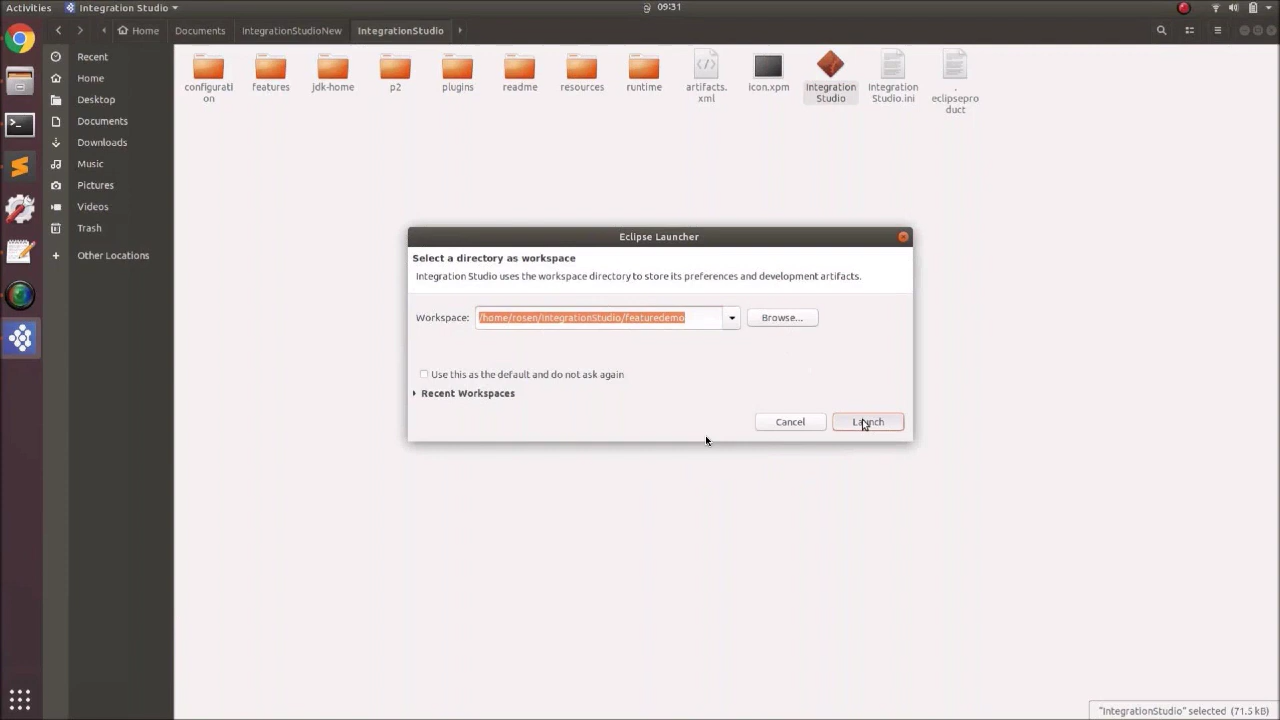 Activities
Integration Studio
09:31
Home
Documents
IntegrationStudioNew
IntegrationStudio
Recent
Home
Desktop
Documents
Downloads
Music
Pictures
Videos
Trash
Other Locations
configurati
on
features
jdk-home
p2
plugins
readme
resources
runtime
artifacts.
xml
icon.xpm
Integration
Studio
Integration
Studio.ini
.
eclipsepro
duct
Eclipse Launcher
Select a directory as workspace
Integration Studio uses the workspace directory to store its preferences and development artifacts.
Workspace:
/home/rosen/IntegrationStudio/featuredemo
Browse...
Use this as the default and do not ask again
Recent Workspaces
Cancel
Launch
"IntegrationStudio" selected (71.5 kB)